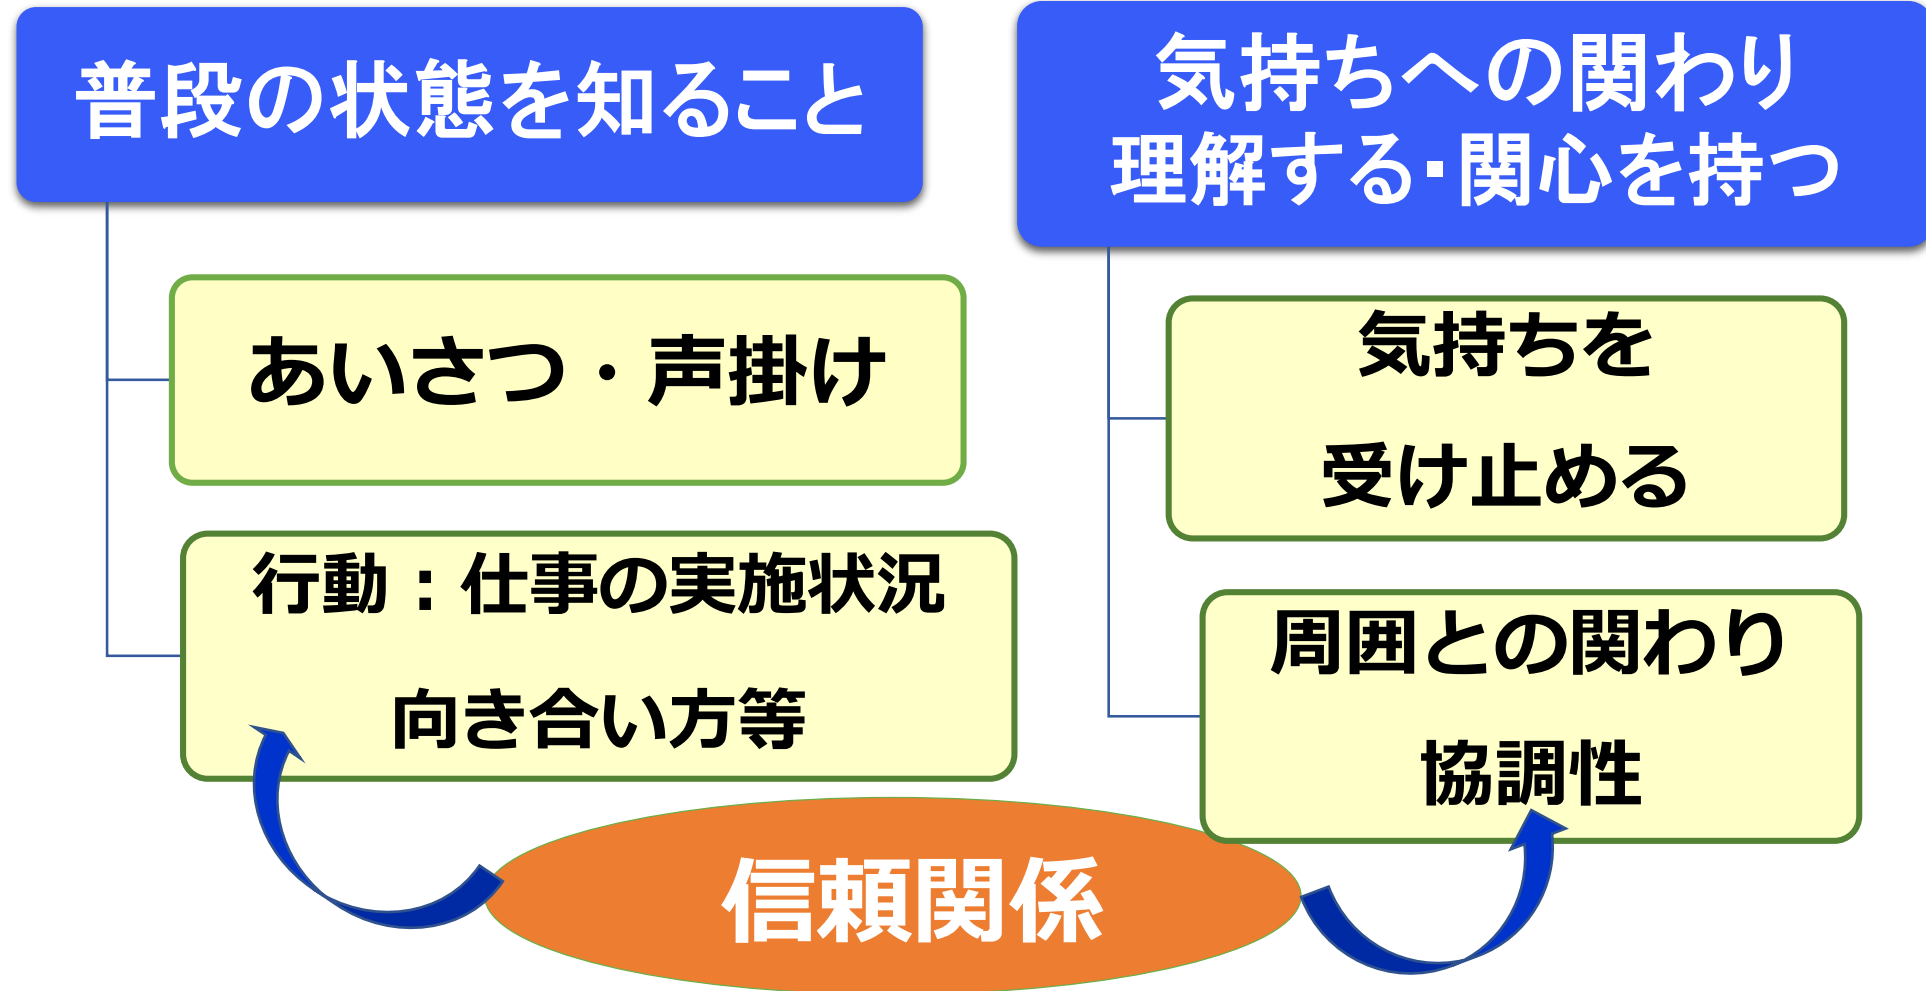 普段の状態を知ること
あいさつ・声掛け
行動：仕事の実施状況
向き合い方等
気持ちへの関わり
理解する・関心を持つ
気持ちを
受け止める
周囲との関わり
協調性
信頼関係